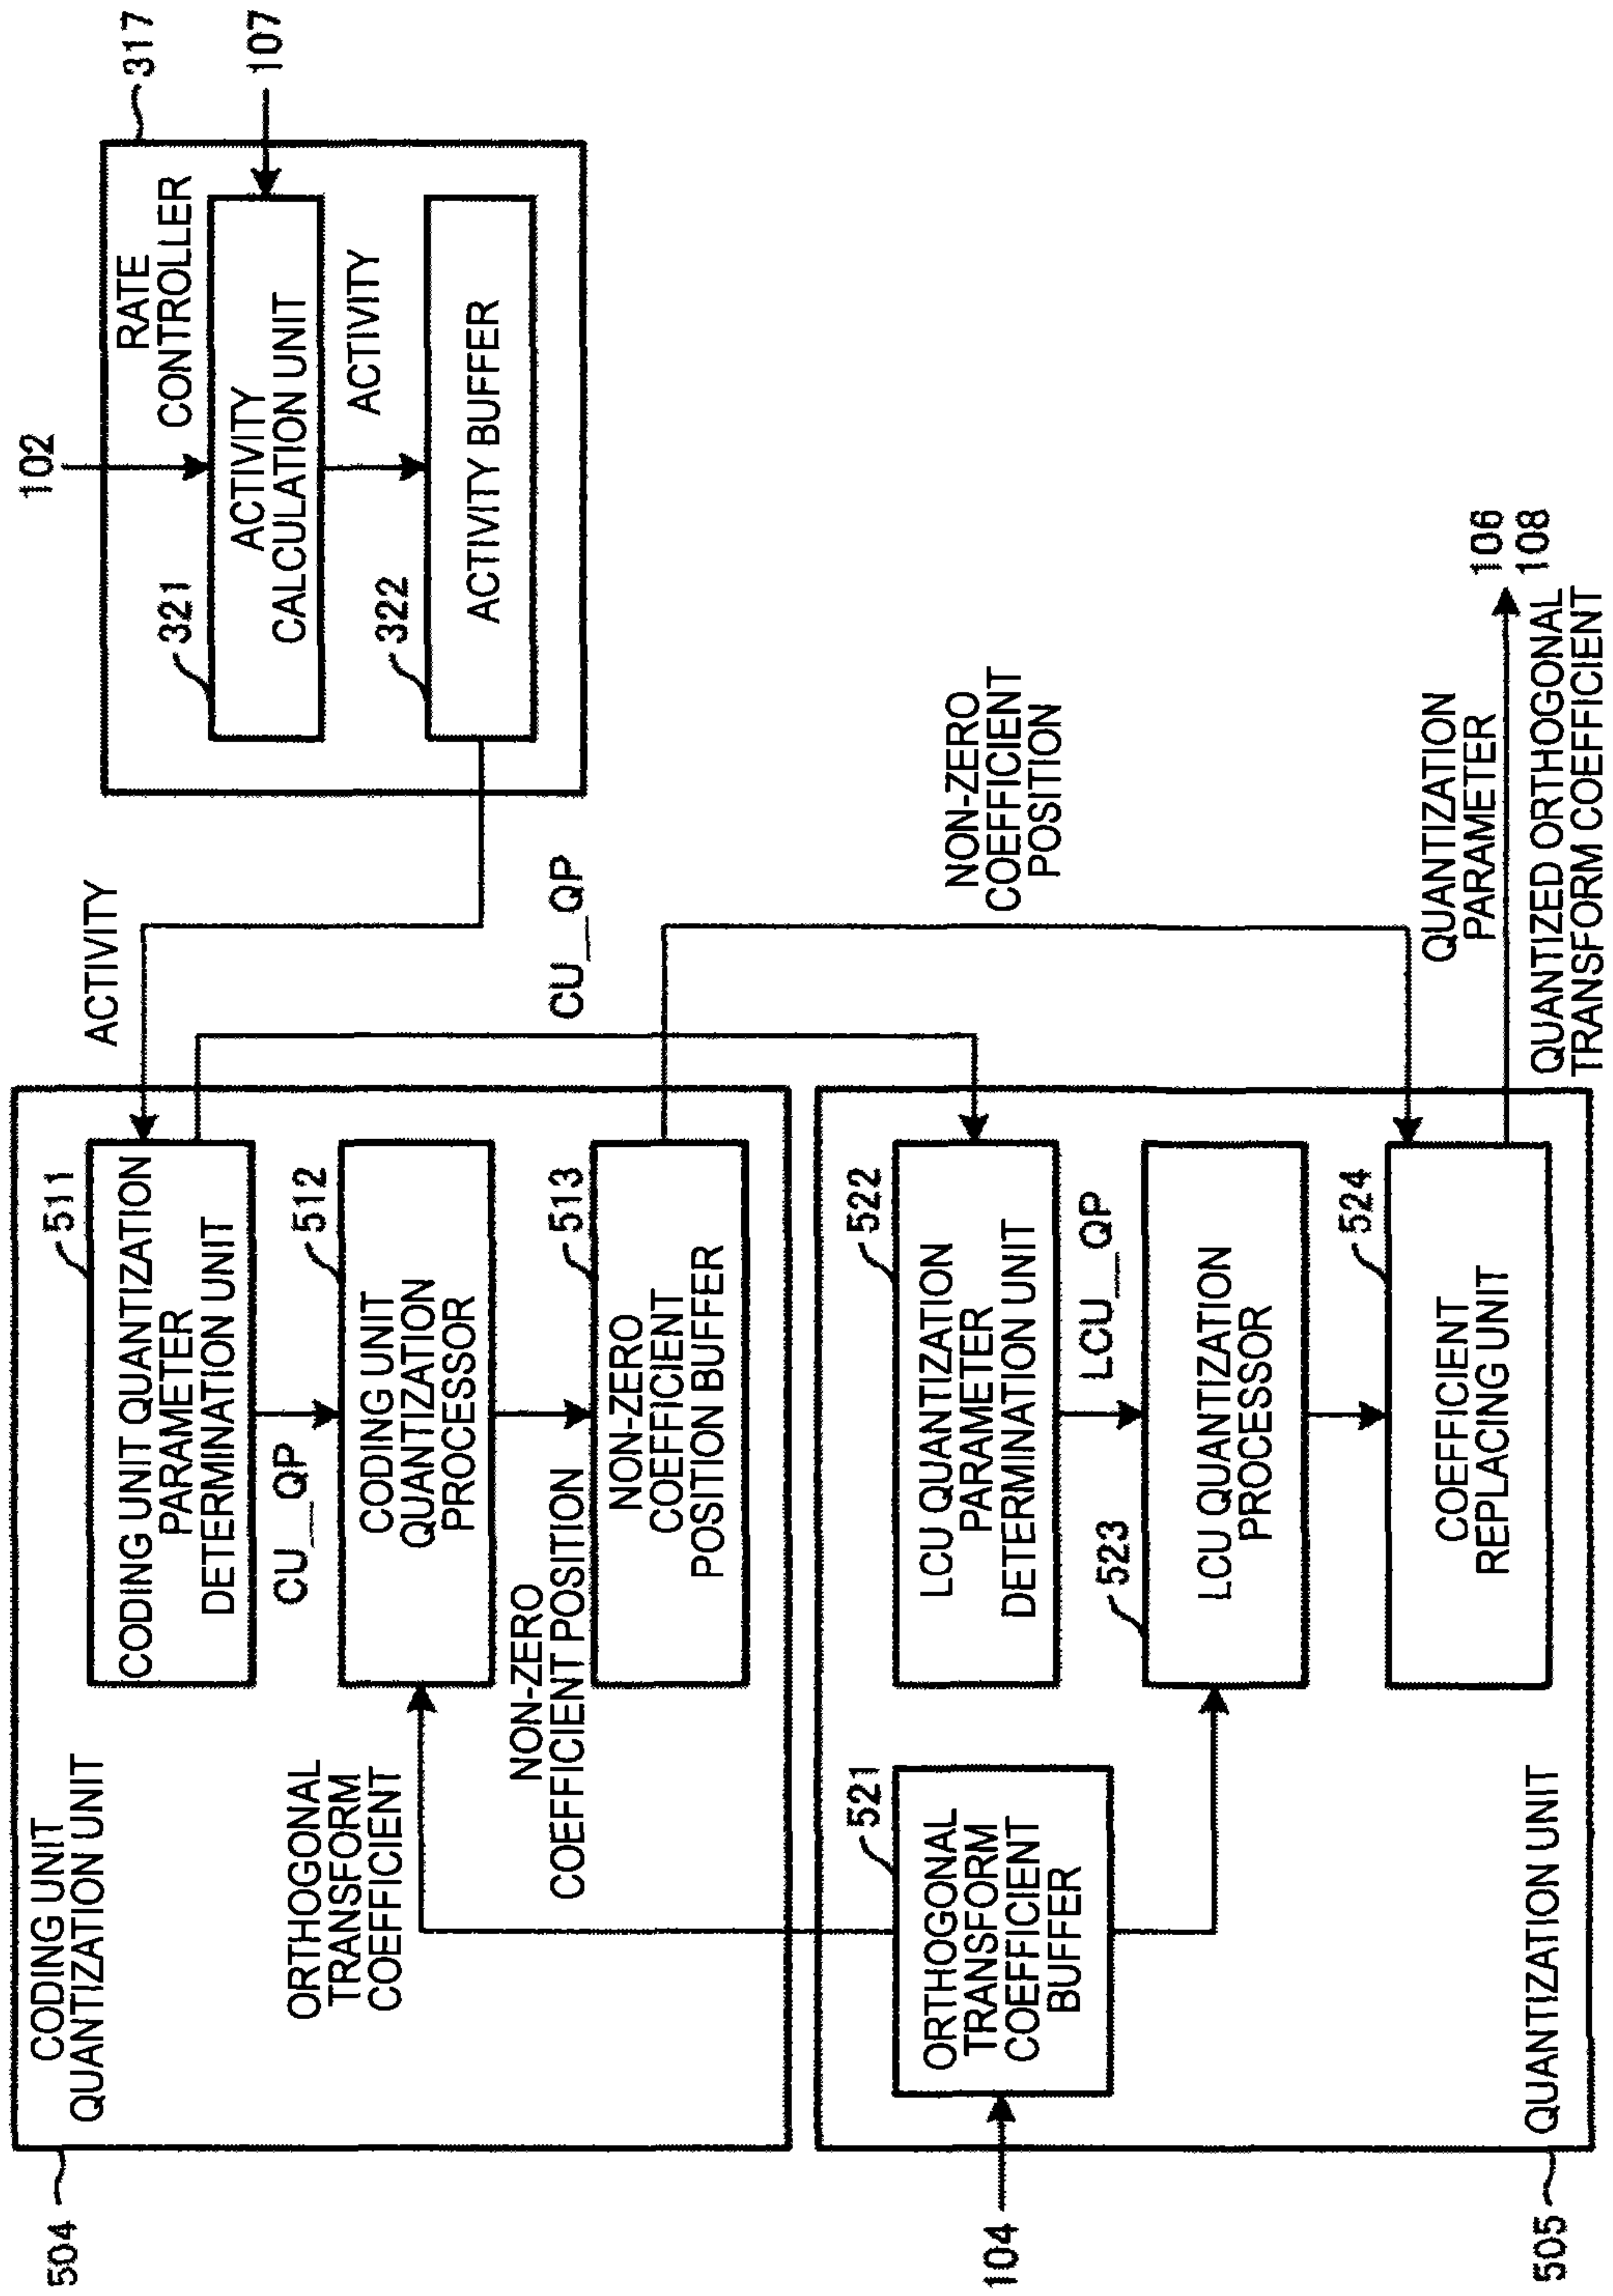 504
CODING UNIT
QUANTIZATION UNIT
511
CODING UNIT QUANTIZATION
PARAMETER
DETERMINATION UNIT
CU_QP
512
CODING UNIT
QUANTIZATION
PROCESSOR
ORTHOGONAL
TRANSFORM
COEFFICIENT
NON-ZERO
COEFFICIENT POSITION
513
NON-ZERO
COEFFICIENT
POSITION BUFFER
ACTIVITY
CU_QP
102
317
RATE
CONTROLLER
107
321
ACTIVITY
CALCULATION UNIT
ACTIVITY
322
ACTIVITY BUFFER
NON-ZERO
COEFFICIENT
POSITION
104
521
ORTHOGONAL
TRANSFORM
COEFFICIENT
BUFFER
522
LCU QUANTIZATION
PARAMETER
DETERMINATION UNIT
LCU_QP
523
LCU QUANTIZATION
PROCESSOR
524
COEFFICIENT
REPLACING UNIT
505
QUANTIZATION UNIT
QUANTIZATION
PARAMETER
106
108
QUANTIZED ORTHOGONAL
TRANSFORM COEFFICIENT